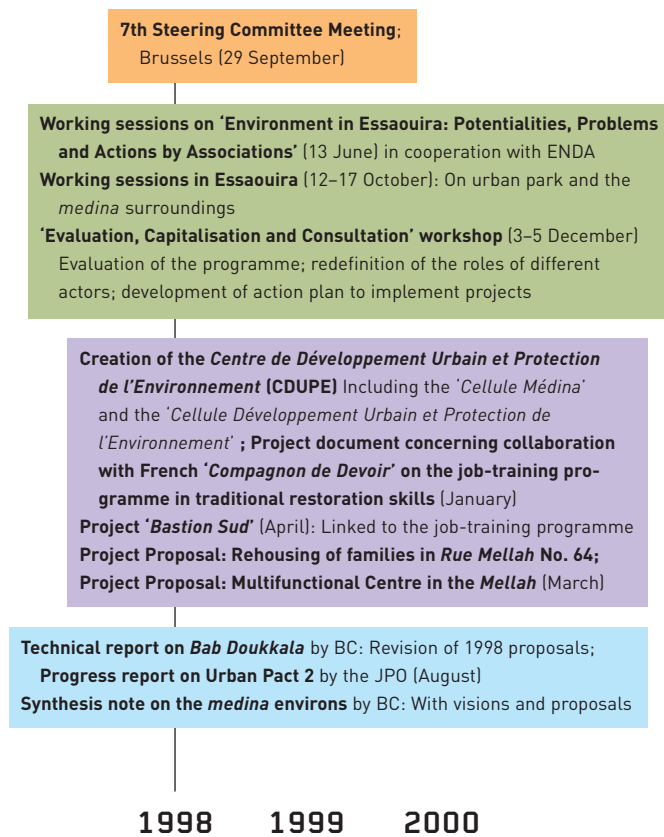 7th Steering Committee Meeting;
Brussels (29 September)
Working sessions on ‘Environment in Essaouira: Potentialities, Problems
and Actions by Associations’ (13 June) in cooperation with ENDA
Working sessions in Essaouira (12–17 October): On urban park and the
medina surroundings
‘Evaluation, Capitalisation and Consultation’ workshop (3–5 December)
Evaluation of the programme; redefinition of the roles of different
actors; development of action plan to implement projects
Creation of the Centre de Développement Urbain et Protection
de l’Environnement (CDUPE) Including the ‘Cellule Médina’
and the ‘Cellule Développement Urbain et Protection de
l’Environnement’ ; Project document concerning collaboration
with French ‘Compagnon de Devoir’ on the job-training pro-
gramme in traditional restoration skills (January)
Project ‘Bastion Sud’ (April): Linked to the job-training programme
Project Proposal: Rehousing of families in Rue Mellah No. 64;
Project Proposal: Multifunctional Centre in the Mellah (March)
Technical report on Bab Doukkala by BC: Revision of 1998 proposals;
Progress report on Urban Pact 2 by the JPO (August)
Synthesis note on the medina environs by BC: With visions and proposals
1998 1999 2000